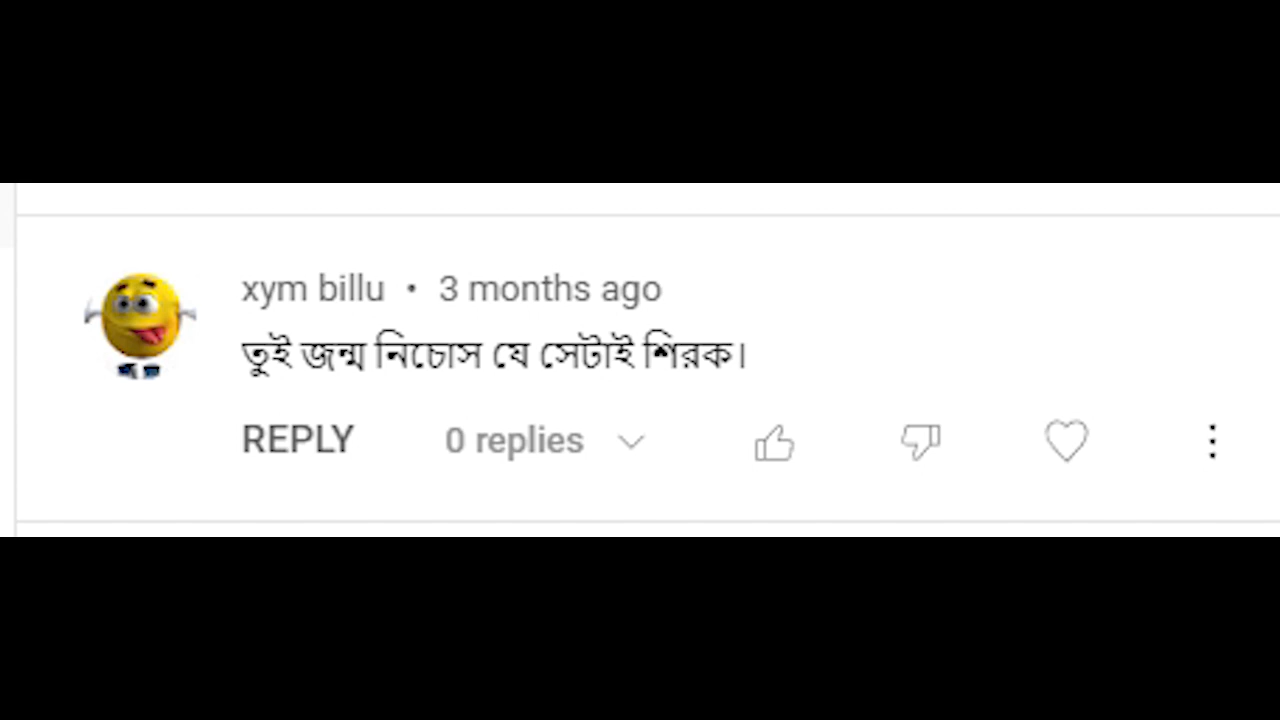 xym billu • 3 months ago
তুই জন্ম নিচোস যে সেটাই শিরক।
REPLY 0 replies